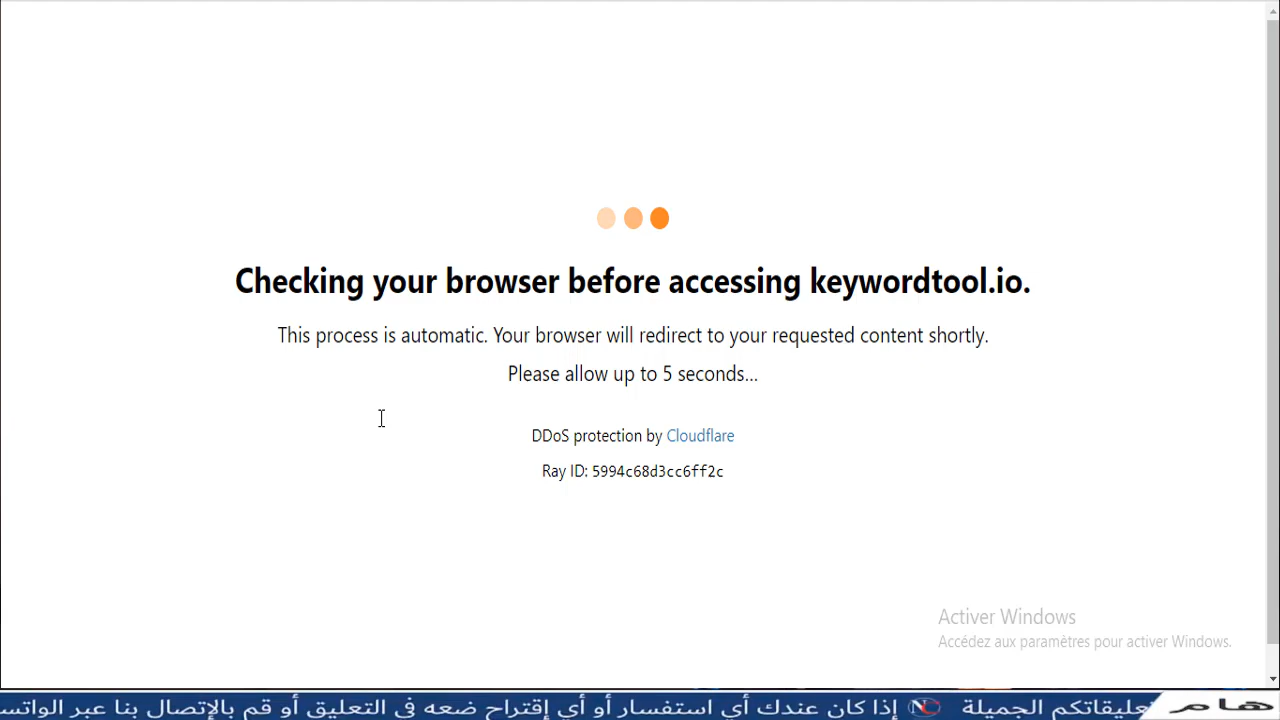 Checking your browser before accessing keywordtool.io.
This process is automatic. Your browser will redirect to your requested content shortly.
Please allow up to 5 seconds...
DDoS protection by Cloudflare
Ray ID: 5994c68d3cc6ff2c
Activer Windows
Accédez aux paramètres pour activer Windows.
هام الجميلة إذا كان عندك أي استفسار أو أي إقتراح ضعه في التعليق أو قم بالإتصال بنا عبر